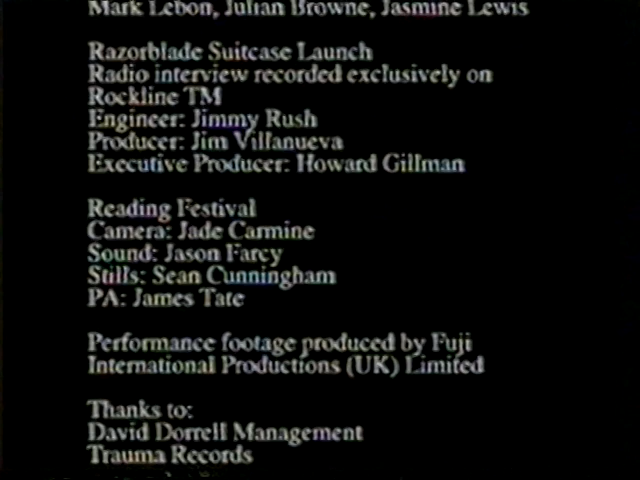 Mark Lebon, Julian Browne, Jasmine Lewis
Razorblade Suitcase Launch
Radio interview recorded exclusively on
Rockline TM
Engineer: Jimmy Rush
Producer: Jim Villanueva
Executive Producer: Howard Gillman
Reading Festival
Camera: Jade Carmine
Sound: Jason Farcy
Stills: Sean Cunningham
PA: James Tate
Performance footage produced by Fuji
International Productions (UK) Limited
Thanks to:
David Dorrell Management
Trauma Records